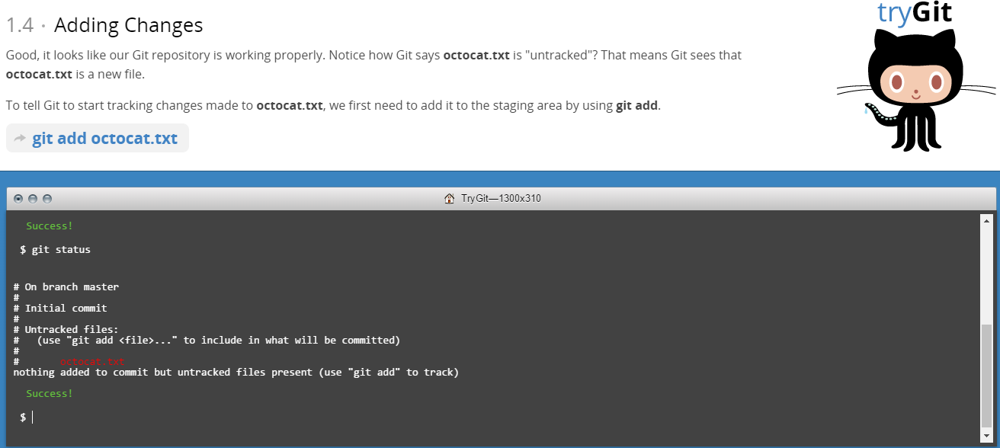 tryGit
1.4 · Adding Changes
Good, it looks like our Git repository is working properly. Notice how Git says octocat.txt is "untracked"? That means Git sees that
octocat.txt is a new file.
To tell Git to start tracking changes made to octocat.txt, we first need to add it to the staging area by using git add.
git add octocat.txt
TryGit—1300x310
Success!
$ git status
# On branch master
#
# Initial commit
#
# Untracked files:
#   (use "git add <file>..." to include in what will be committed)
#
#       octocat.txt
nothing added to commit but untracked files present (use "git add" to track)
Success!
$